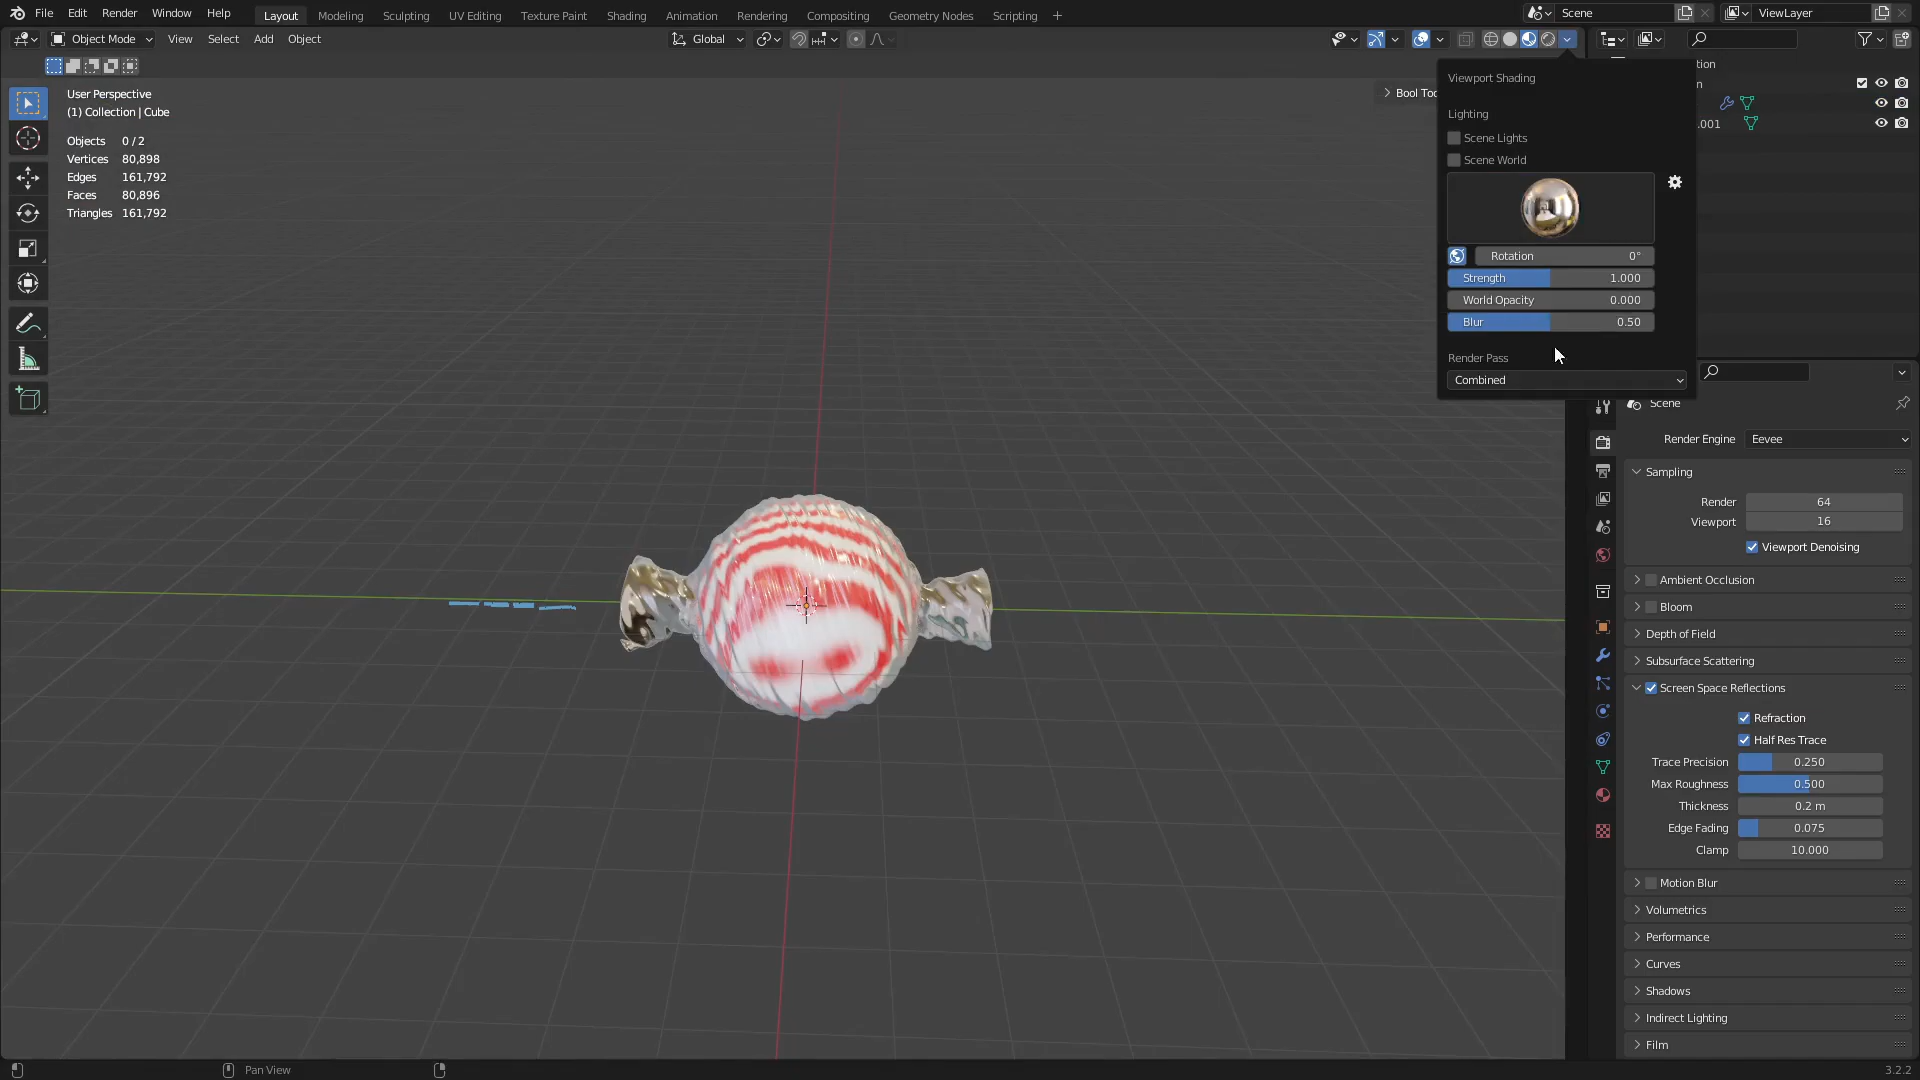 File Edit Render Window Help Layout Modeling Sculpting UV Editing Texture Paint Shading Animation Rendering Compositing Geometry Nodes Scripting + Scene ViewLayer
Object Mode View Select Add Object Global
User Perspective
(1) Collection | Cube
Objects 0 / 2
Vertices 80,898
Edges 161,792
Faces 80,896
Triangles 161,792
Bool Too
Viewport Shading
Lighting
Scene Lights
Scene World
Rotation 0°
Strength 1.000
World Opacity 0.000
Blur 0.50
Render Pass
Combined
tion
n
.001
Scene
Render Engine Eevee
Sampling
Render 64
Viewport 16
Viewport Denoising
Ambient Occlusion
Bloom
Depth of Field
Subsurface Scattering
Screen Space Reflections
Refraction
Half Res Trace
Trace Precision 0.250
Max Roughness 0.500
Thickness 0.2 m
Edge Fading 0.075
Clamp 10.000
Motion Blur
Volumetrics
Performance
Curves
Shadows
Indirect Lighting
Film
Pan View
3.2.2